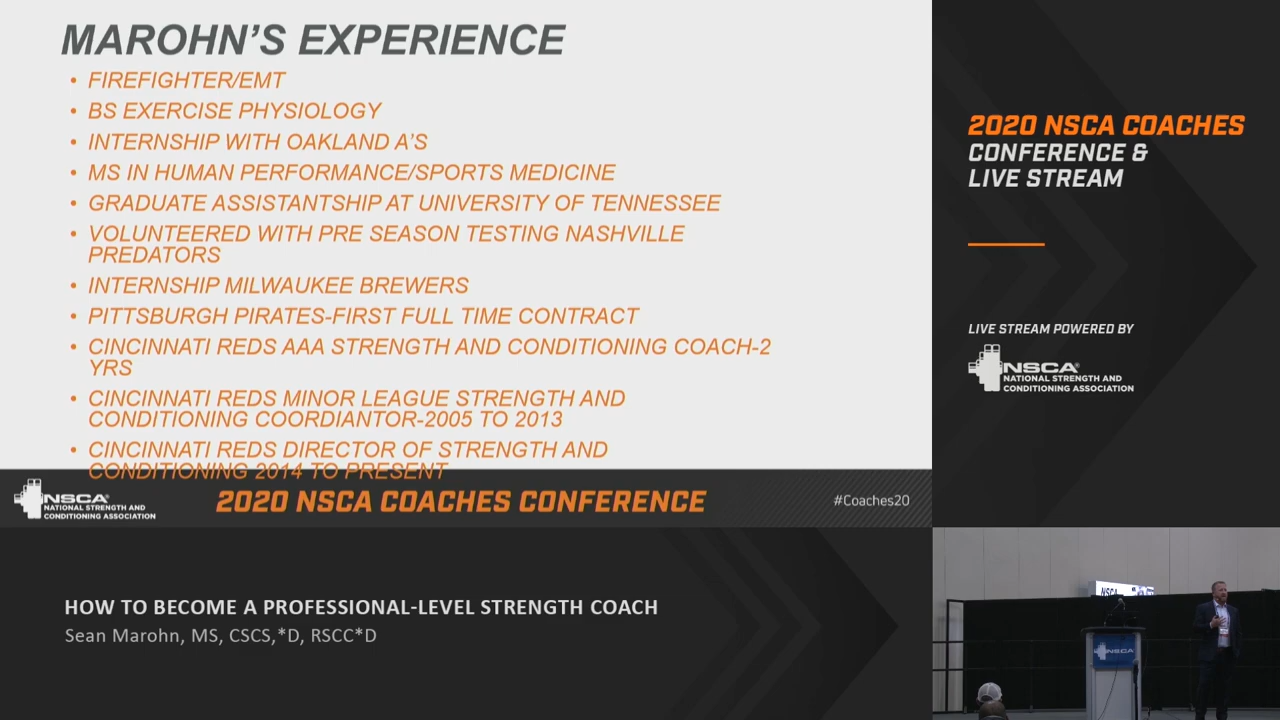 MAROHN'S EXPERIENCE
• FIREFIGHTER/EMT
• BS EXERCISE PHYSIOLOGY
• INTERNSHIP WITH OAKLAND A'S
• MS IN HUMAN PERFORMANCE/SPORTS MEDICINE
• GRADUATE ASSISTANTSHIP AT UNIVERSITY OF TENNESSEE
• VOLUNTEERED WITH PRE SEASON TESTING NASHVILLE
PREDATORS
• INTERNSHIP MILWAUKEE BREWERS
• PITTSBURGH PIRATES-FIRST FULL TIME CONTRACT
• CINCINNATI REDS AAA STRENGTH AND CONDITIONING COACH-2
YRS
• CINCINNATI REDS MINOR LEAGUE STRENGTH AND
CONDITIONING COORDIANTOR-2005 TO 2013
• CINCINNATI REDS DIRECTOR OF STRENGTH AND
CONDITIONING 2014 TO PRESENT
NSCA®
NATIONAL STRENGTH AND
CONDITIONING ASSOCIATION
2020 NSCA COACHES CONFERENCE
#Coaches20
HOW TO BECOME A PROFESSIONAL-LEVEL STRENGTH COACH
Sean Marohn, MS, CSCS,*D, RSCC*D
2020 NSCA COACHES
CONFERENCE &
LIVE STREAM
LIVE STREAM POWERED BY
NSCA®
NATIONAL STRENGTH AND
CONDITIONING ASSOCIATION
NSCA
NSCA